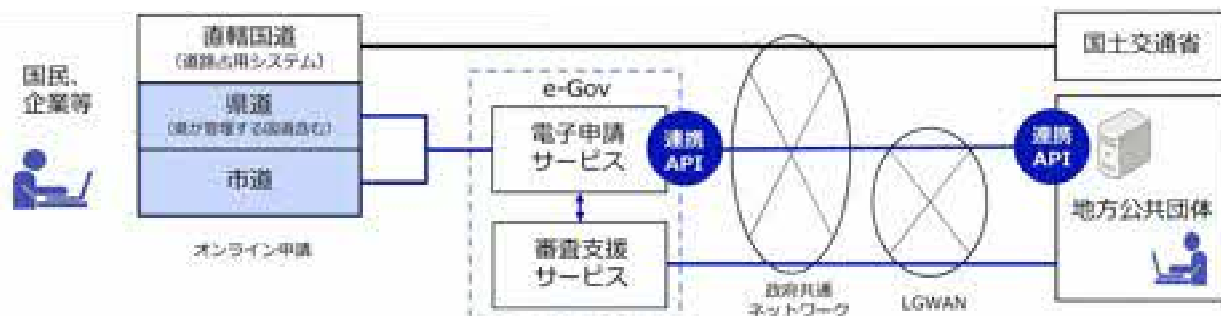 国民、
企業等
直轄国道
(道路占用システム)
県道
(県が管理する国道含む)
市道
オンライン申請
e-Gov
電子申請
サービス
連携
API
審査支援
サービス
政府共通
ネットワーク
LGWAN
国土交通省
連携
API
地方公共団体